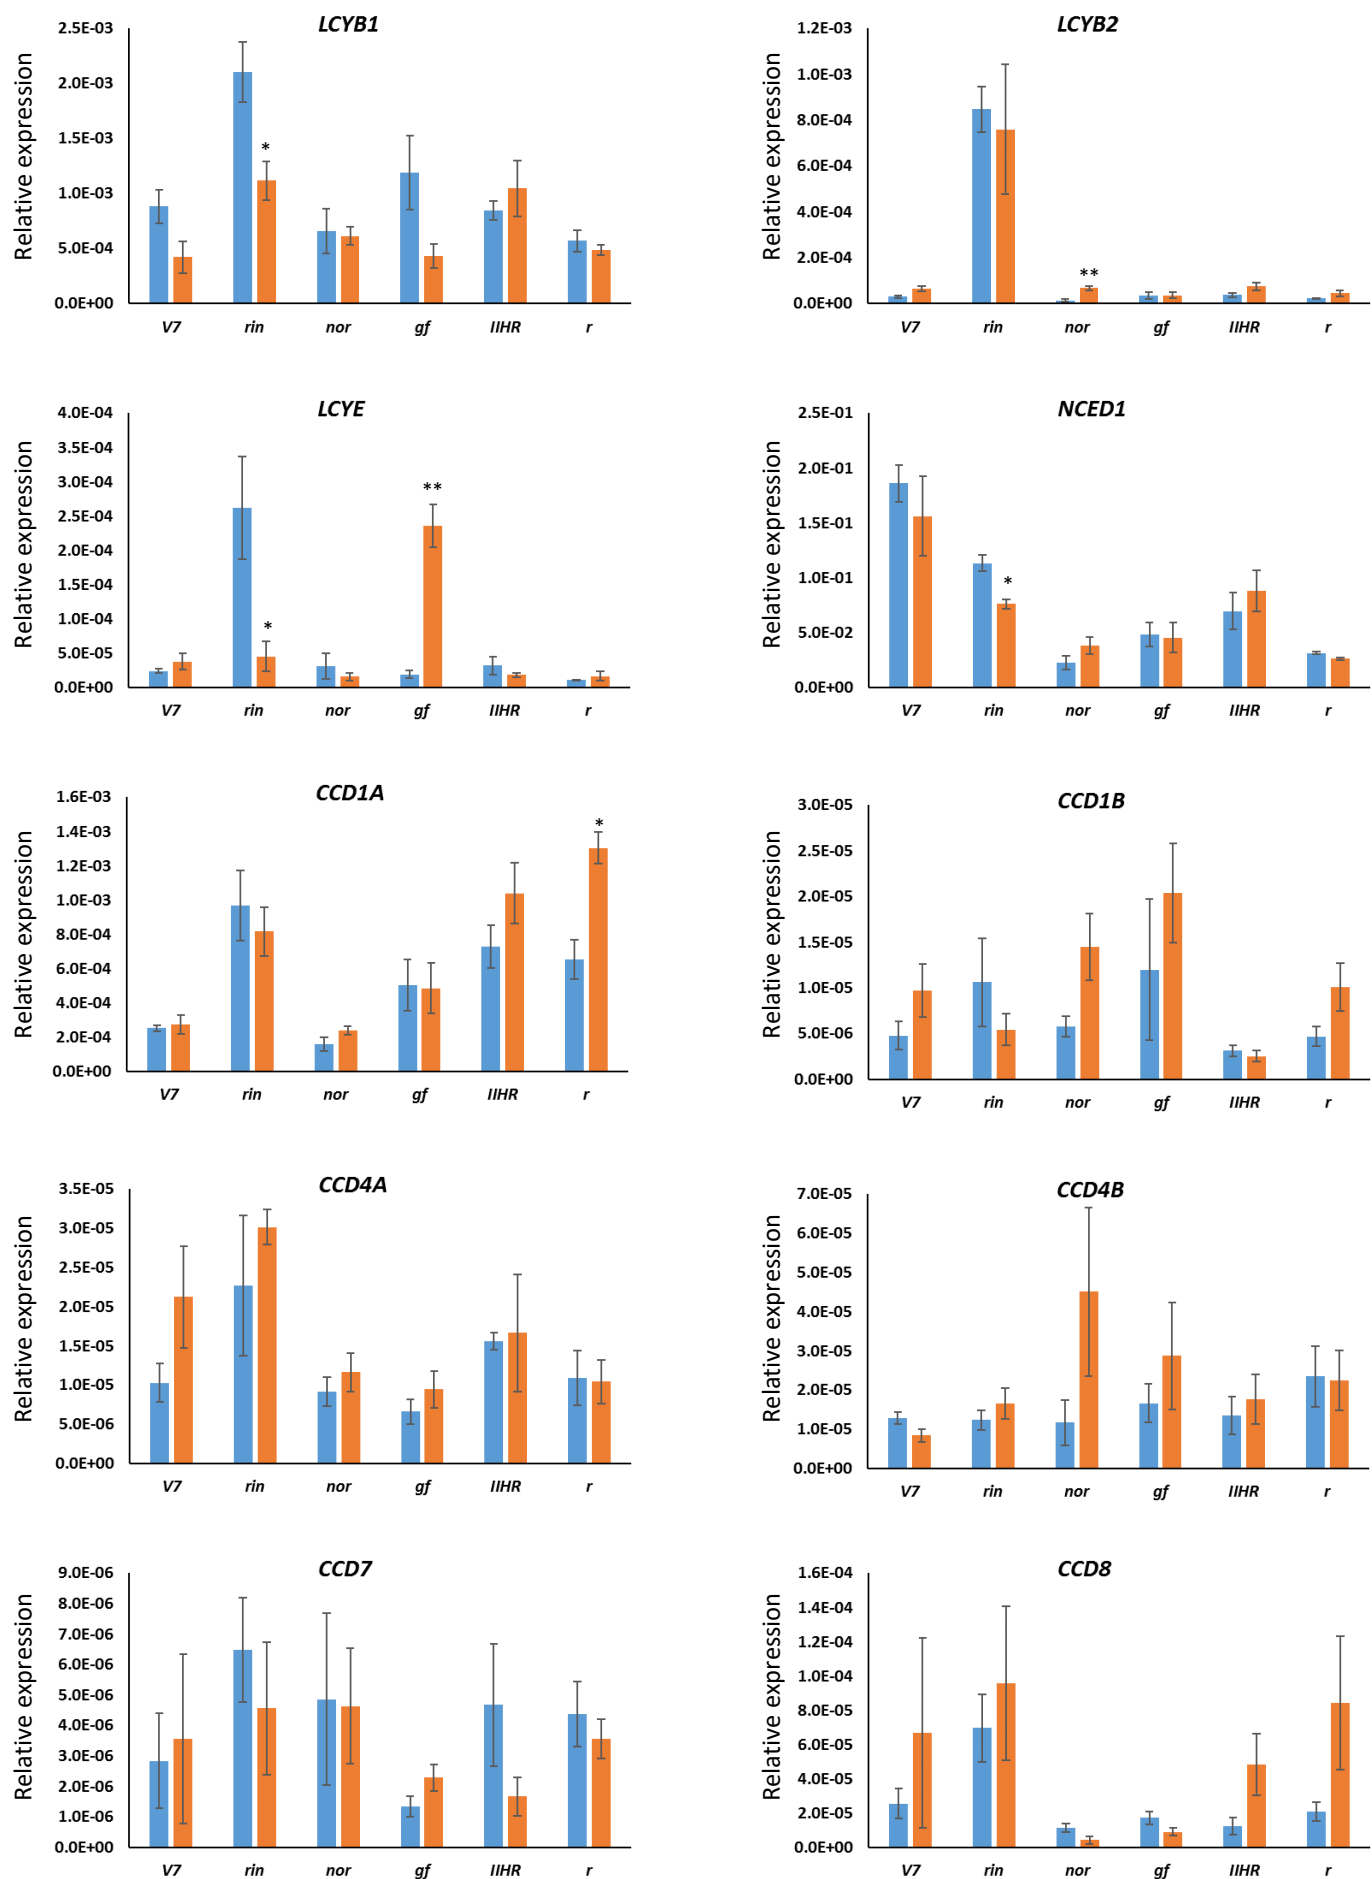 LCYB1
Relative expression
2.5E-03
2.0E-03
1.5E-03
1.0E-03
5.0E-04
0.0E+00
*
V7 rin nor gf IIHR r
LCYB2
Relative expression
1.2E-03
1.0E-03
8.0E-04
6.0E-04
4.0E-04
2.0E-04
0.0E+00
**
V7 rin nor gf IIHR r
LCYE
Relative expression
4.0E-04
3.5E-04
3.0E-04
2.5E-04
2.0E-04
1.5E-04
1.0E-04
5.0E-05
0.0E+00
**
*
V7 rin nor gf IIHR r
NCED1
Relative expression
2.5E-01
2.0E-01
1.5E-01
1.0E-01
5.0E-02
0.0E+00
*
V7 rin nor gf IIHR r
CCD1A
Relative expression
1.6E-03
1.4E-03
1.2E-03
1.0E-03
8.0E-04
6.0E-04
4.0E-04
2.0E-04
0.0E+00
*
V7 rin nor gf IIHR r
CCD1B
Relative expression
3.0E-05
2.5E-05
2.0E-05
1.5E-05
1.0E-05
5.0E-06
0.0E+00
V7 rin nor gf IIHR r
CCD4A
Relative expression
3.5E-05
3.0E-05
2.5E-05
2.0E-05
1.5E-05
1.0E-05
5.0E-06
0.0E+00
V7 rin nor gf IIHR r
CCD4B
Relative expression
7.0E-05
6.0E-05
5.0E-05
4.0E-05
3.0E-05
2.0E-05
1.0E-05
0.0E+00
V7 rin nor gf IIHR r
CCD7
Relative expression
9.0E-06
8.0E-06
7.0E-06
6.0E-06
5.0E-06
4.0E-06
3.0E-06
2.0E-06
1.0E-06
0.0E+00
V7 rin nor gf IIHR r
CCD8
Relative expression
1.6E-04
1.4E-04
1.2E-04
1.0E-04
8.0E-05
6.0E-05
4.0E-05
2.0E-05
0.0E+00
V7 rin nor gf IIHR r